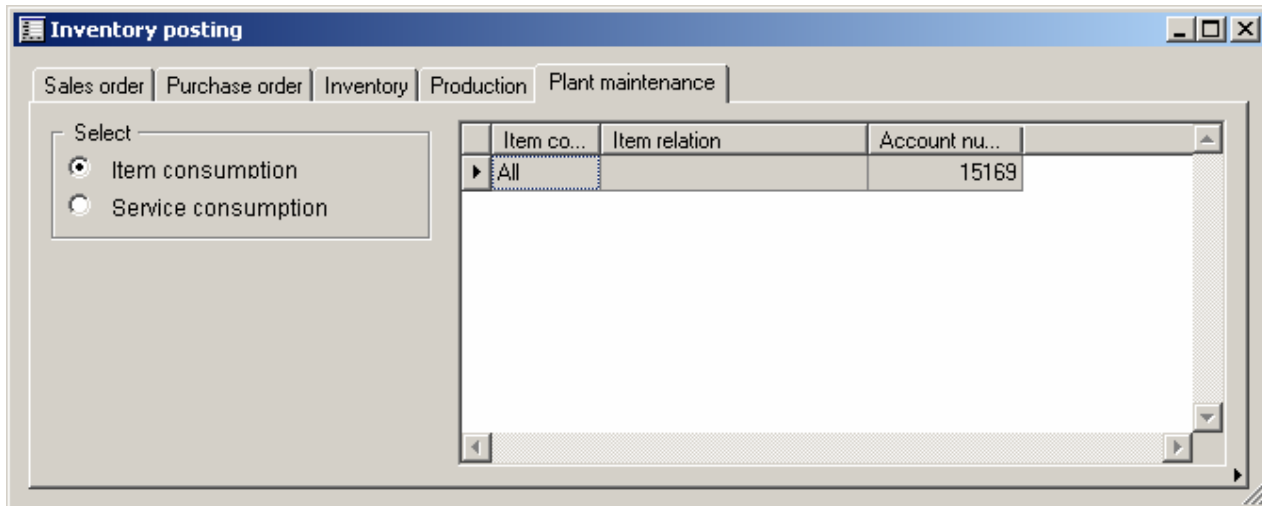 Inventory posting
Sales order Purchase order Inventory Production Plant maintenance
Select
Item consumption
Service consumption
Item co... Item relation Account nu...
All 15169